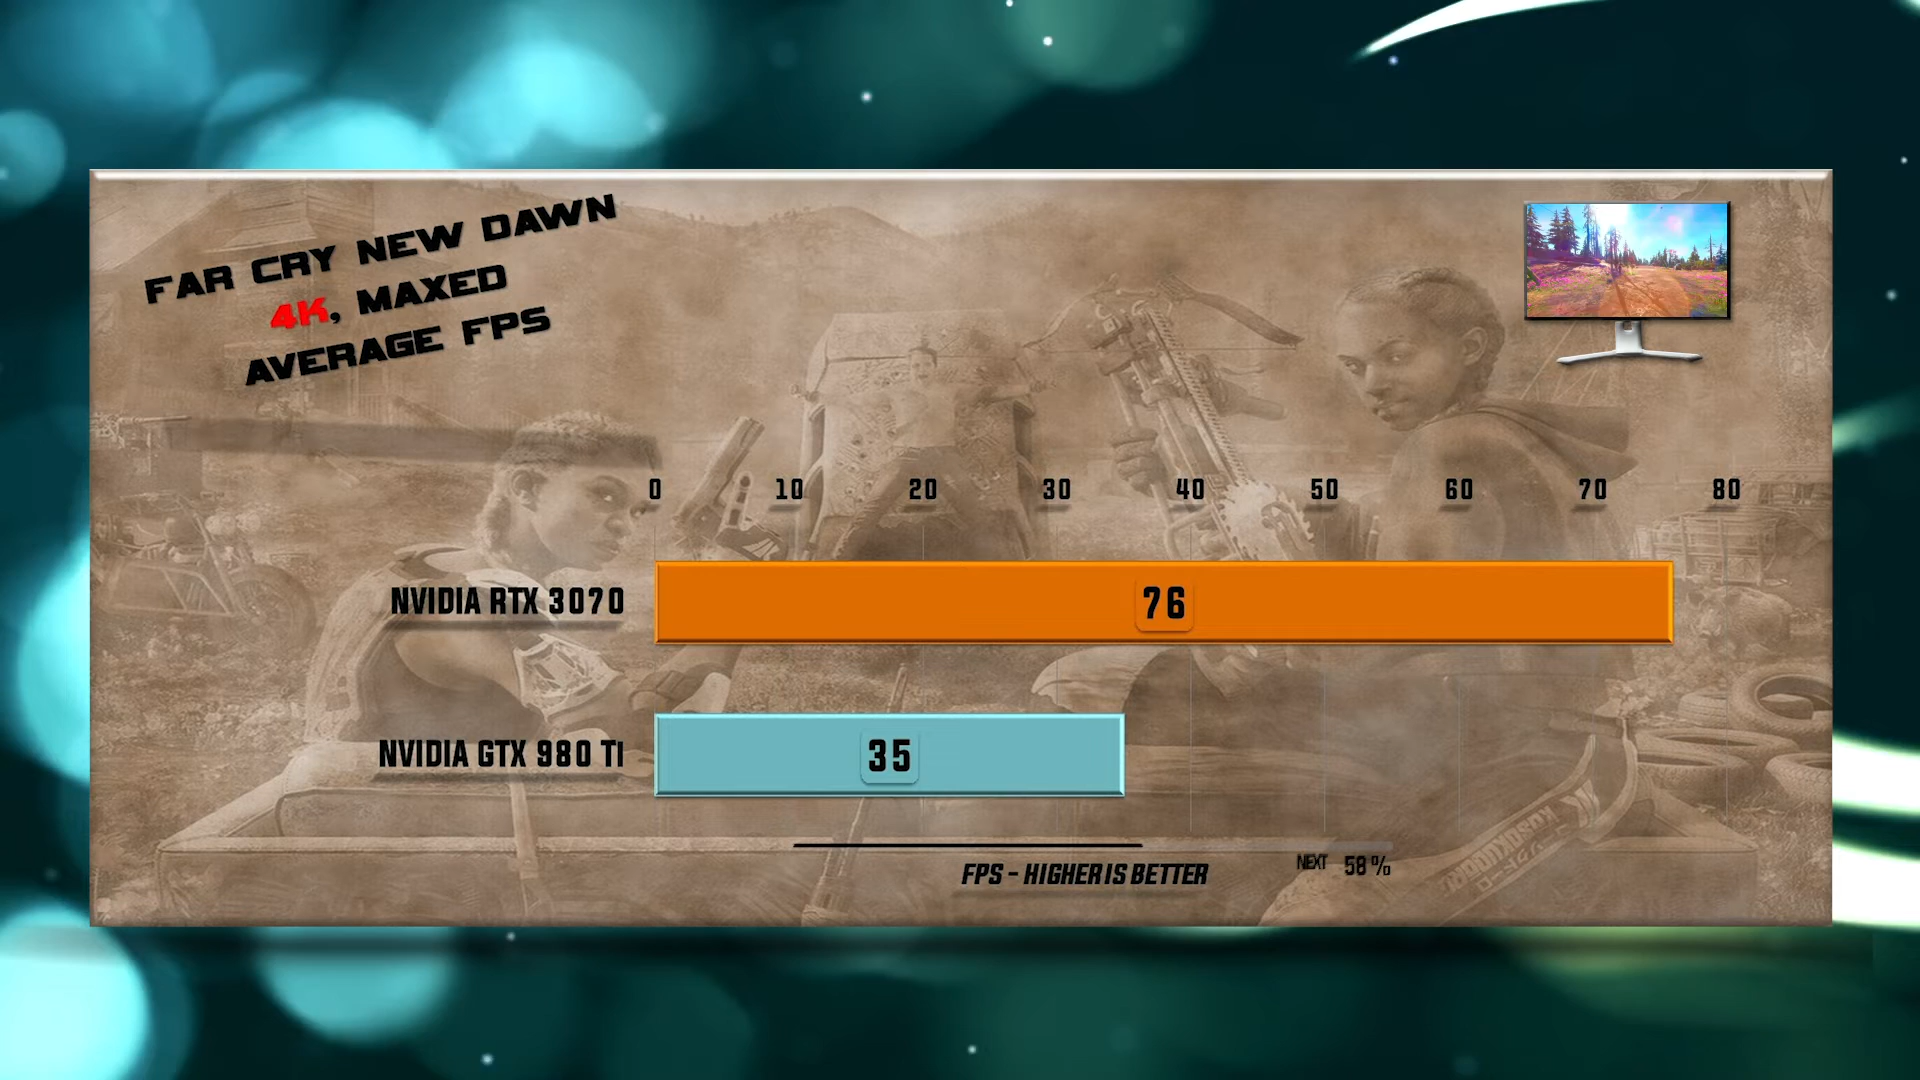 FAR CRY NEW DAWN
4K, MAXED
AVERAGE FPS
0 10 20 30 40 50 60 70 80
NVIDIA RTX 3070 76
NVIDIA GTX 980 TI 35
FPS - HIGHER IS BETTER
NEXT 58%